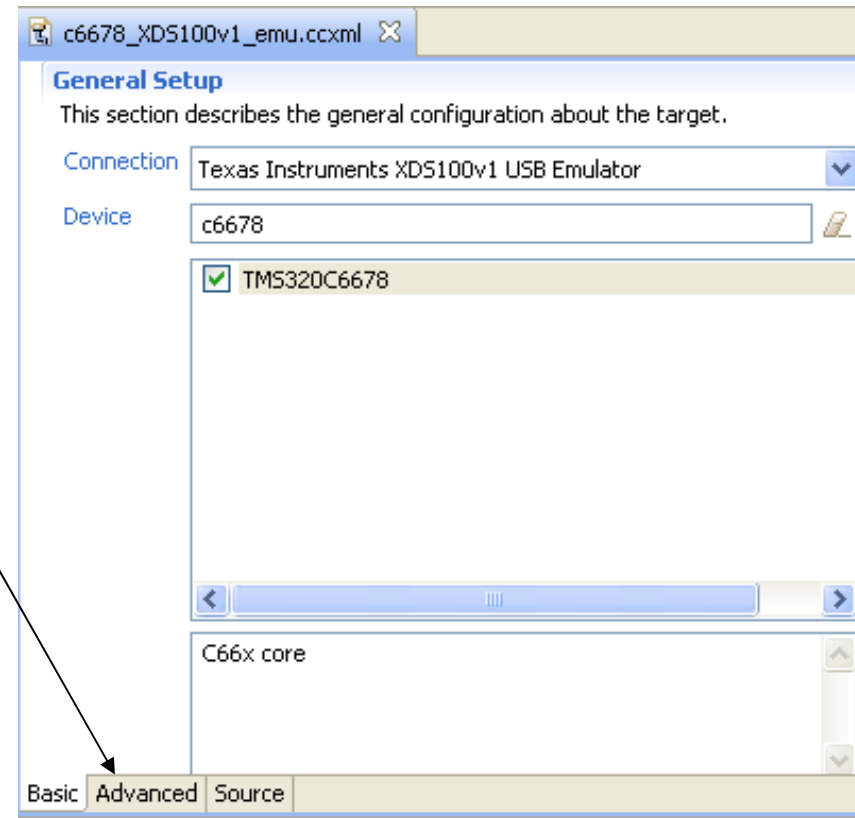 c6678_XDS100v1_emu.ccxml
General Setup
This section describes the general configuration about the target.
Connection
Texas Instruments XDS100v1 USB Emulator
Device
c6678
TMS320C6678
C66x core
Basic Advanced Source